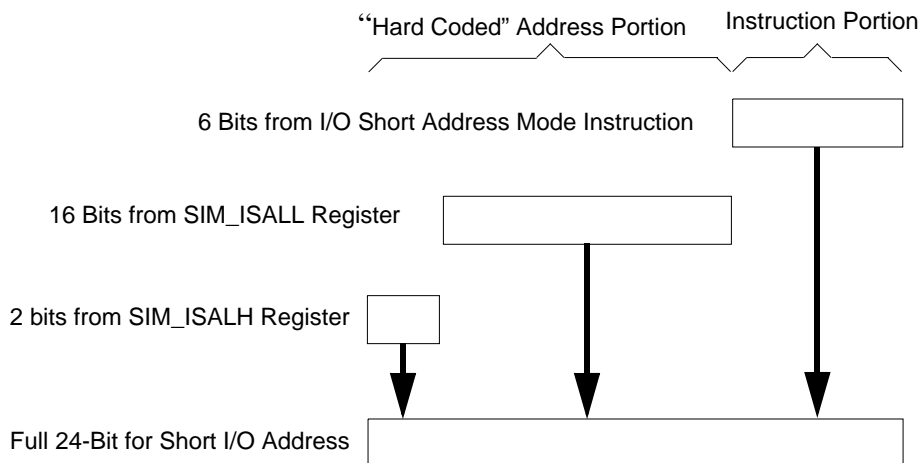 “Hard Coded” Address Portion
Instruction Portion
6 Bits from I/O Short Address Mode Instruction
16 Bits from SIM_ISALL Register
2 bits from SIM_ISALH Register
Full 24-Bit for Short I/O Address